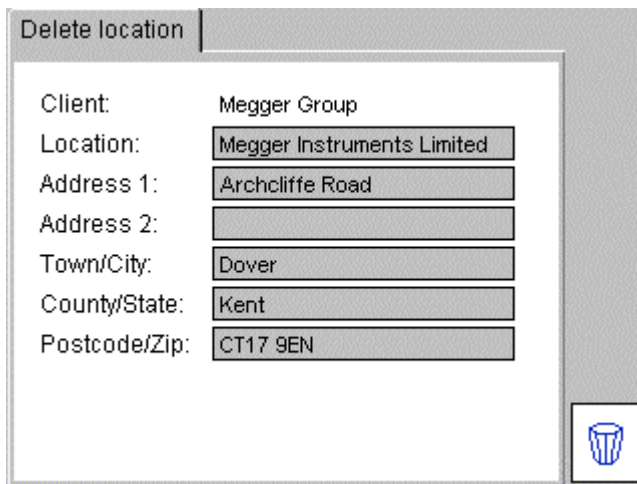 Delete location
Client: Megger Group
Location: Megger Instruments Limited
Address 1: Archcliffe Road
Address 2:
Town/City: Dover
County/State: Kent
Postcode/Zip: CT17 9EN